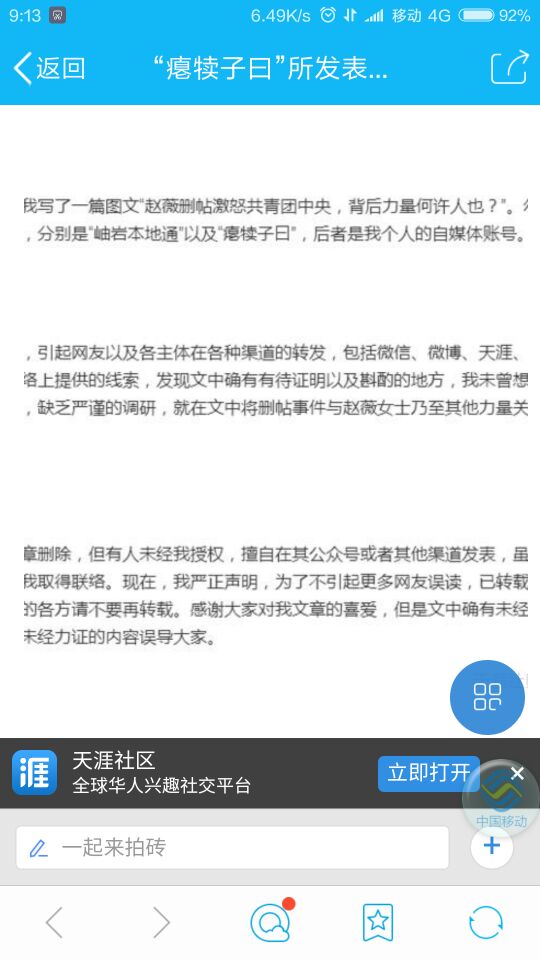 9:13
6.49K/s 移动 4G 92%
返回
“瘪犊子曰”所发表...
我写了一篇图文“赵薇删帖激怒共青团中央，背后力量何许人也？”。
，分别是“岫岩本地通”以及“瘪犊子曰”，后者是我个人的自媒体账号。
，引起网友以及各主体在各种渠道的转发，包括微信、微博、天涯、
络上提供的线索，发现文中确有有待证明以及斟酌的地方，我未曾想
，缺乏严谨的调研，就在文中将删帖事件与赵薇女士乃至其他力量关
章删除，但有人未经我授权，擅自在其公众号或者其他渠道发表，虽
我取得联络。现在，我严正声明，为了不引起更多网友误读，已转载
的各方请不要再转载。感谢大家对我文章的喜爱，但是文中确有未经
未经力证的内容误导大家。
涯
天涯社区
全球华人兴趣社交平台
立即打开
中国移动
一起来拍砖